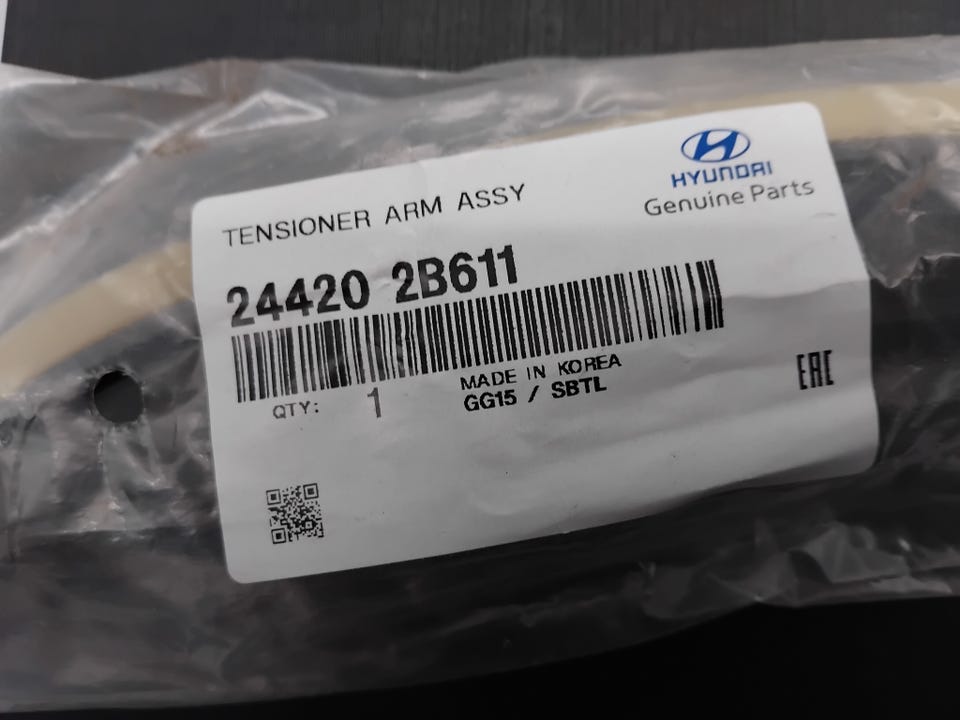 HYUNDAI
Genuine Parts
TENSIONER ARM ASSY
24420 2B611
MADE IN KOREA
QTY: 1 GG15 / SBTL
EAC